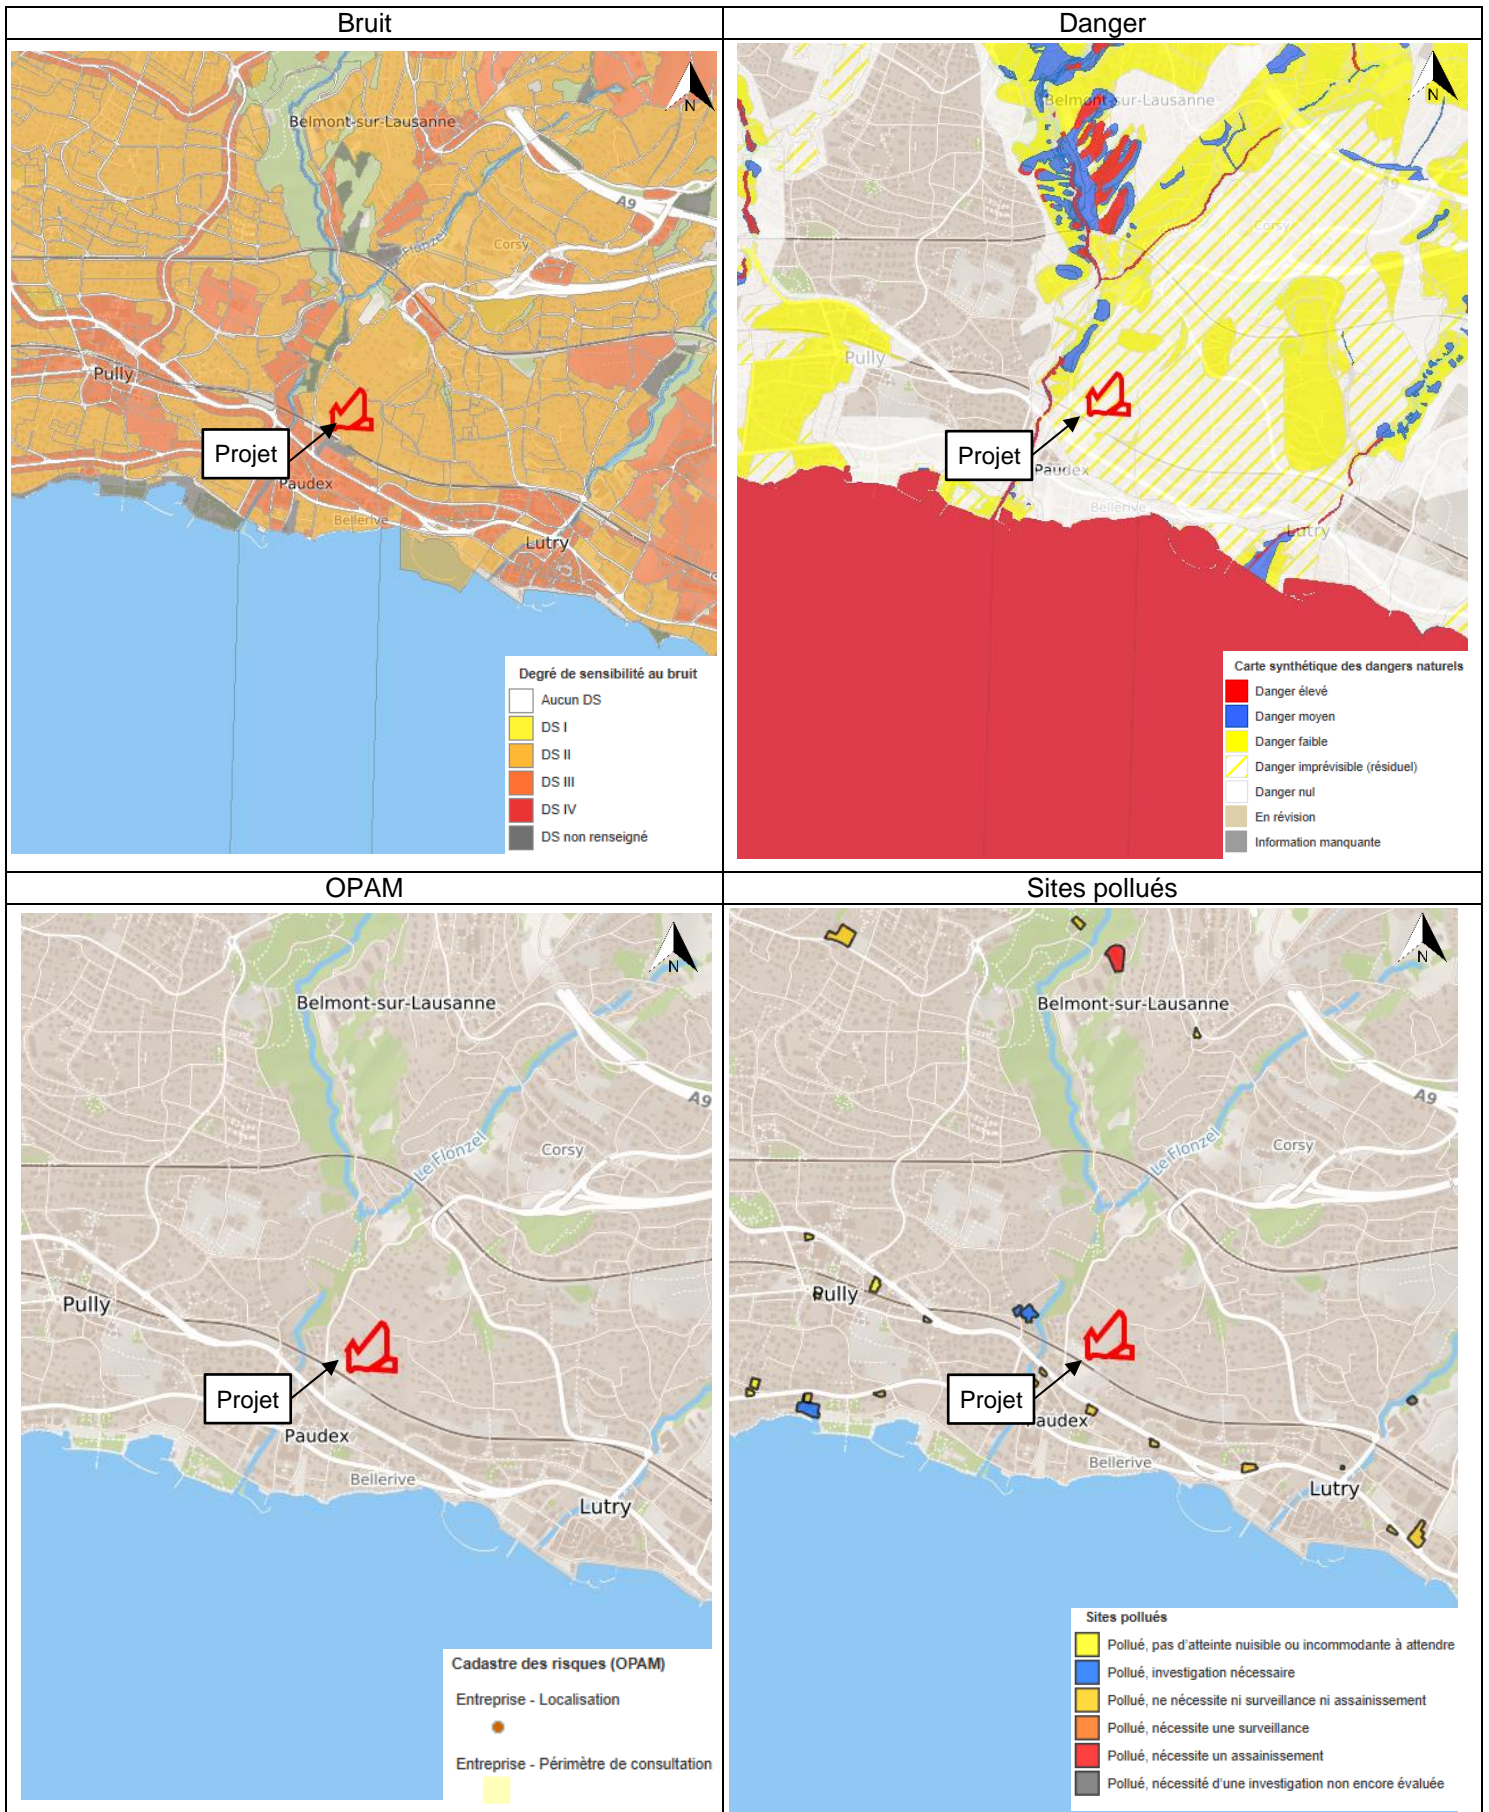 Bruit
Danger
N
Belmont-sur-Lausanne
A9
Le Flonzel
Corsy
Pully
Projet
Paudex
Bellerive
Lutry
Degré de sensibilité au bruit
Aucun DS
DS I
DS II
DS III
DS IV
DS non renseigné
N
Belmont-sur-Lausanne
A9
Corsy
Pully
Projet
Paudex
Bellerive
Lutry
Carte synthétique des dangers naturels
Danger élevé
Danger moyen
Danger faible
Danger imprévisible (résiduel)
Danger nul
En révision
Information manquante
OPAM
Sites pollués
N
Belmont-sur-Lausanne
A9
Le Flonzel
Corsy
Pully
Projet
Paudex
Bellerive
Lutry
Cadastre des risques (OPAM)
Entreprise - Localisation
Entreprise - Périmètre de consultation
N
Belmont-sur-Lausanne
A9
Le Flonzel
Corsy
Pully
Projet
Paudex
Bellerive
Lutry
Sites pollués
Pollué, pas d'atteinte nuisible ou incommodante à attendre
Pollué, investigation nécessaire
Pollué, ne nécessite ni surveillance ni assainissement
Pollué, nécessite une surveillance
Pollué, nécessite un assainissement
Pollué, nécessité d'une investigation non encore évaluée